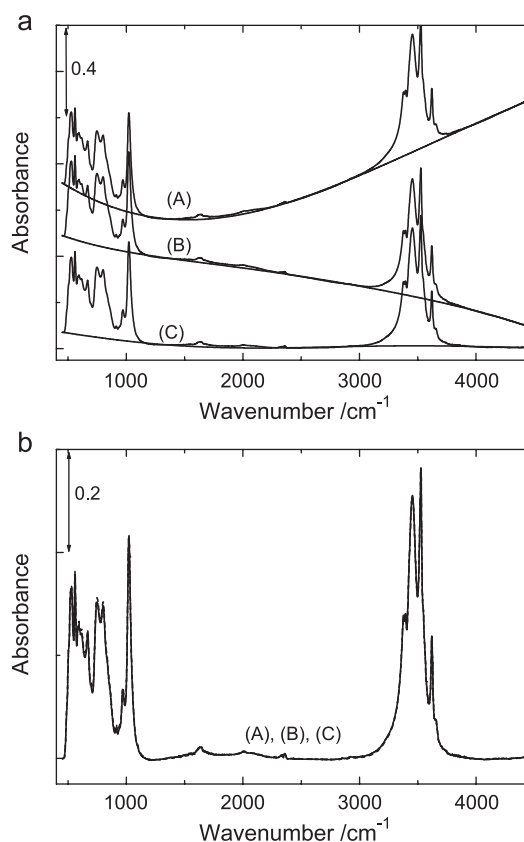 a
0.4
Absorbance
(A)
(B)
(C)
1000 2000 3000 4000
Wavenumber /cm⁻¹
b
0.2
Absorbance
(A), (B), (C)
1000 2000 3000 4000
Wavenumber /cm⁻¹